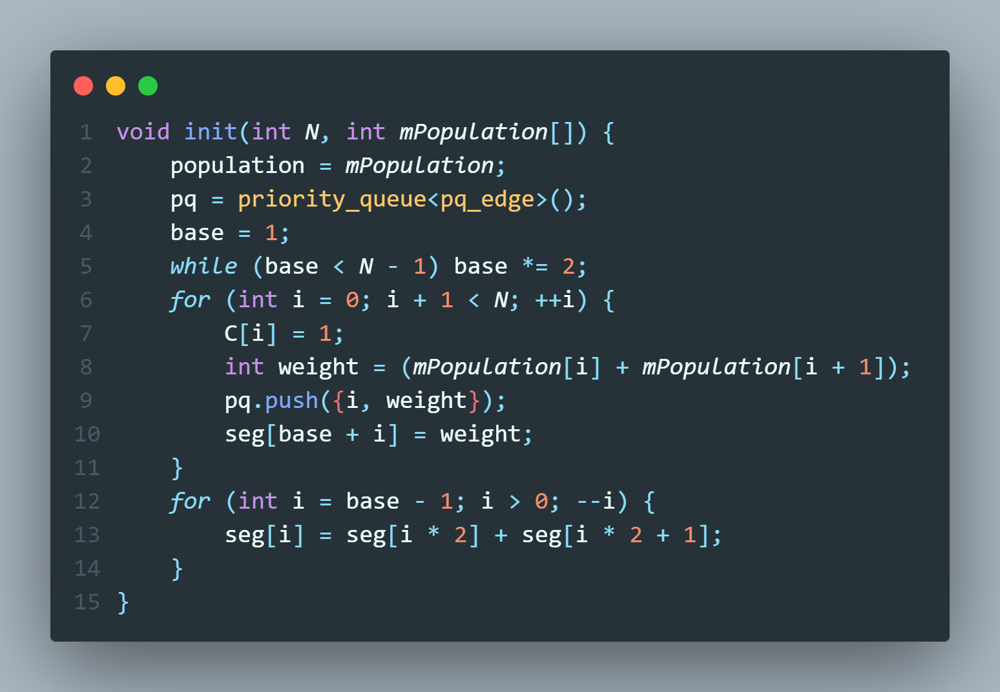 1 void init(int N, int mPopulation[]) {
2     population = mPopulation;
3     pq = priority_queue<pq_edge>();
4     base = 1;
5     while (base < N - 1) base *= 2;
6     for (int i = 0; i + 1 < N; ++i) {
7         C[i] = 1;
8         int weight = (mPopulation[i] + mPopulation[i + 1]);
9         pq.push({i, weight});
10         seg[base + i] = weight;
11     }
12     for (int i = base - 1; i > 0; --i) {
13         seg[i] = seg[i * 2] + seg[i * 2 + 1];
14     }
15 }